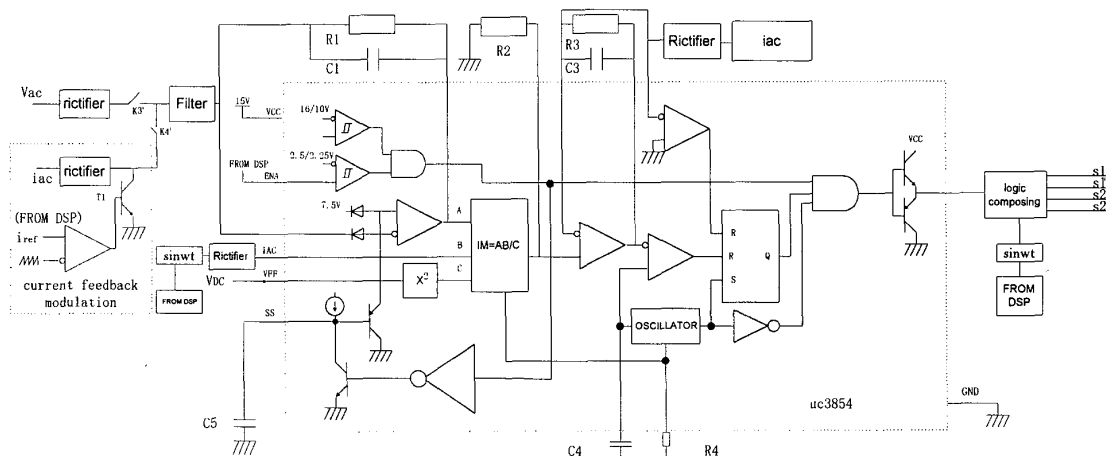 R1
C1
R2
R3
C3
Rictifier
iac
Vac
rictifier
K3'
K4'
Filter
15V
VCC
16/10V
2.5/2.25V
FROM DSP
ENA
7.5V
iac
rictifier
T1
(FROM DSP)
iref
current feedback
modulation
sinwt
Rictifier
IAC
FROM DSP
VDC
VFF
X²
A
B
C
IM=AB/C
SS
C5
R
R
S
Q
OSCILLATOR
C4
R4
uc3854
GND
VCC
logic
composing
s1
s1
s2
s2
sinwt
FROM
DSP